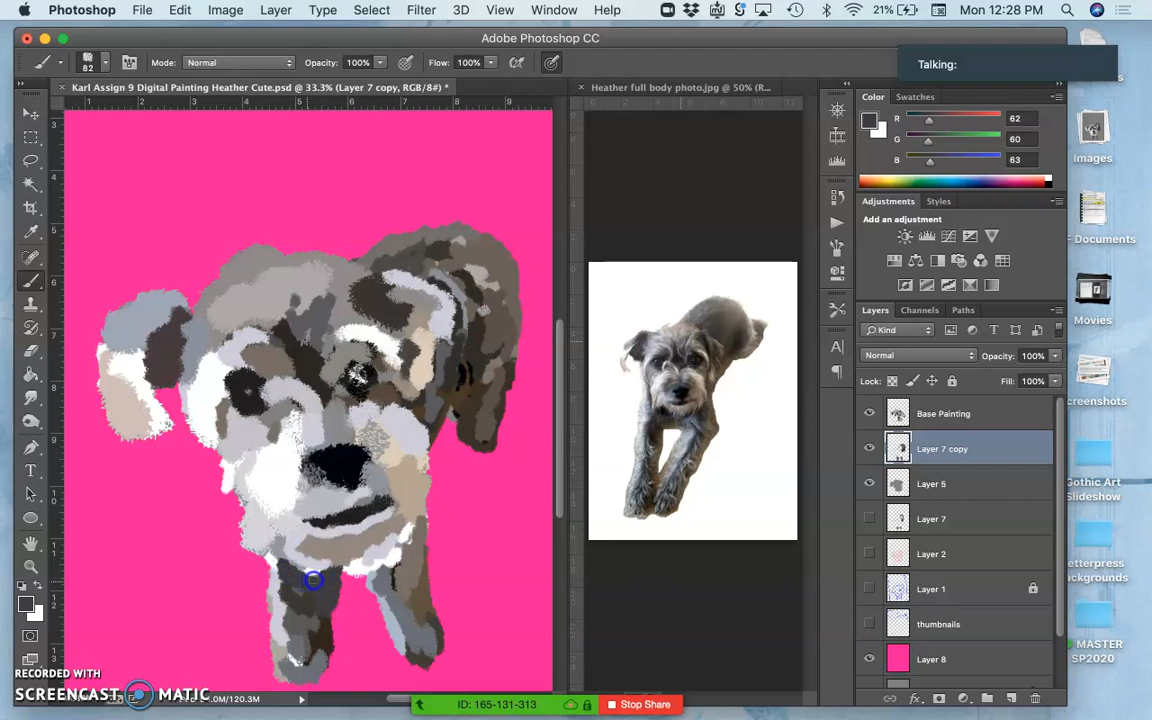 Photoshop File Edit Image Layer Type Select Filter 3D View Window Help 21% Mon 12:28 PM
Adobe Photoshop CC
82 Mode: Normal Opacity: 100% Flow: 100%
Talking:
Karl Assign 9 Digital Painting Heather Cute.psd @ 33.3% (Layer 7 copy, RGB/8#) *
Heather full body photo.jpg @ 50% (R...
Color Swatches
R 62
G 60
B 63
Adjustments Styles
Add an adjustment
Layers Channels Paths
Kind
Normal Opacity: 100%
Lock: Fill: 100%
Base Painting
Layer 7 copy
Layer 5
Layer 7
Layer 2
Layer 1
thumbnails
Layer 8
Images
F Documents
Movies
creenshots
Gothic Art
Slideshow
etterpress
ackgrounds
MASTER
SP2020
RECORDED WITH
SCREENCAST MATIC
ID: 165-131-313 Stop Share